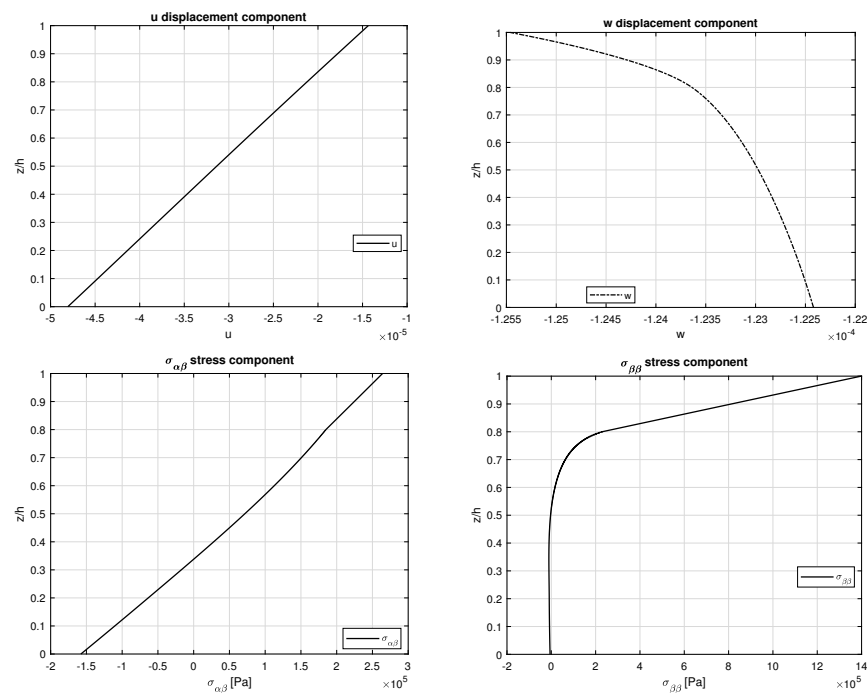 u displacement component
1
0.9
0.8
0.7
0.6
0.5
0.4
0.3
0.2
0.1
0
z/h
u
-5 -4.5 -4 -3.5 -3 -2.5 -2 -1.5 -1
u ×10⁻⁵
w displacement component
1
0.9
0.8
0.7
0.6
0.5
0.4
0.3
0.2
0.1
0
z/h
w
-1.255 -1.25 -1.245 -1.24 -1.235 -1.23 -1.225 -1.22
w ×10⁻⁴
σ_αβ stress component
1
0.9
0.8
0.7
0.6
0.5
0.4
0.3
0.2
0.1
0
z/h
σ_αβ
-2 -1.5 -1 -0.5 0 0.5 1 1.5 2 2.5 3
σ_αβ [Pa] ×10⁵
σ_ββ stress component
1
0.9
0.8
0.7
0.6
0.5
0.4
0.3
0.2
0.1
0
z/h
σ_ββ
-2 0 2 4 6 8 10 12 14
σ_ββ [Pa] ×10⁵